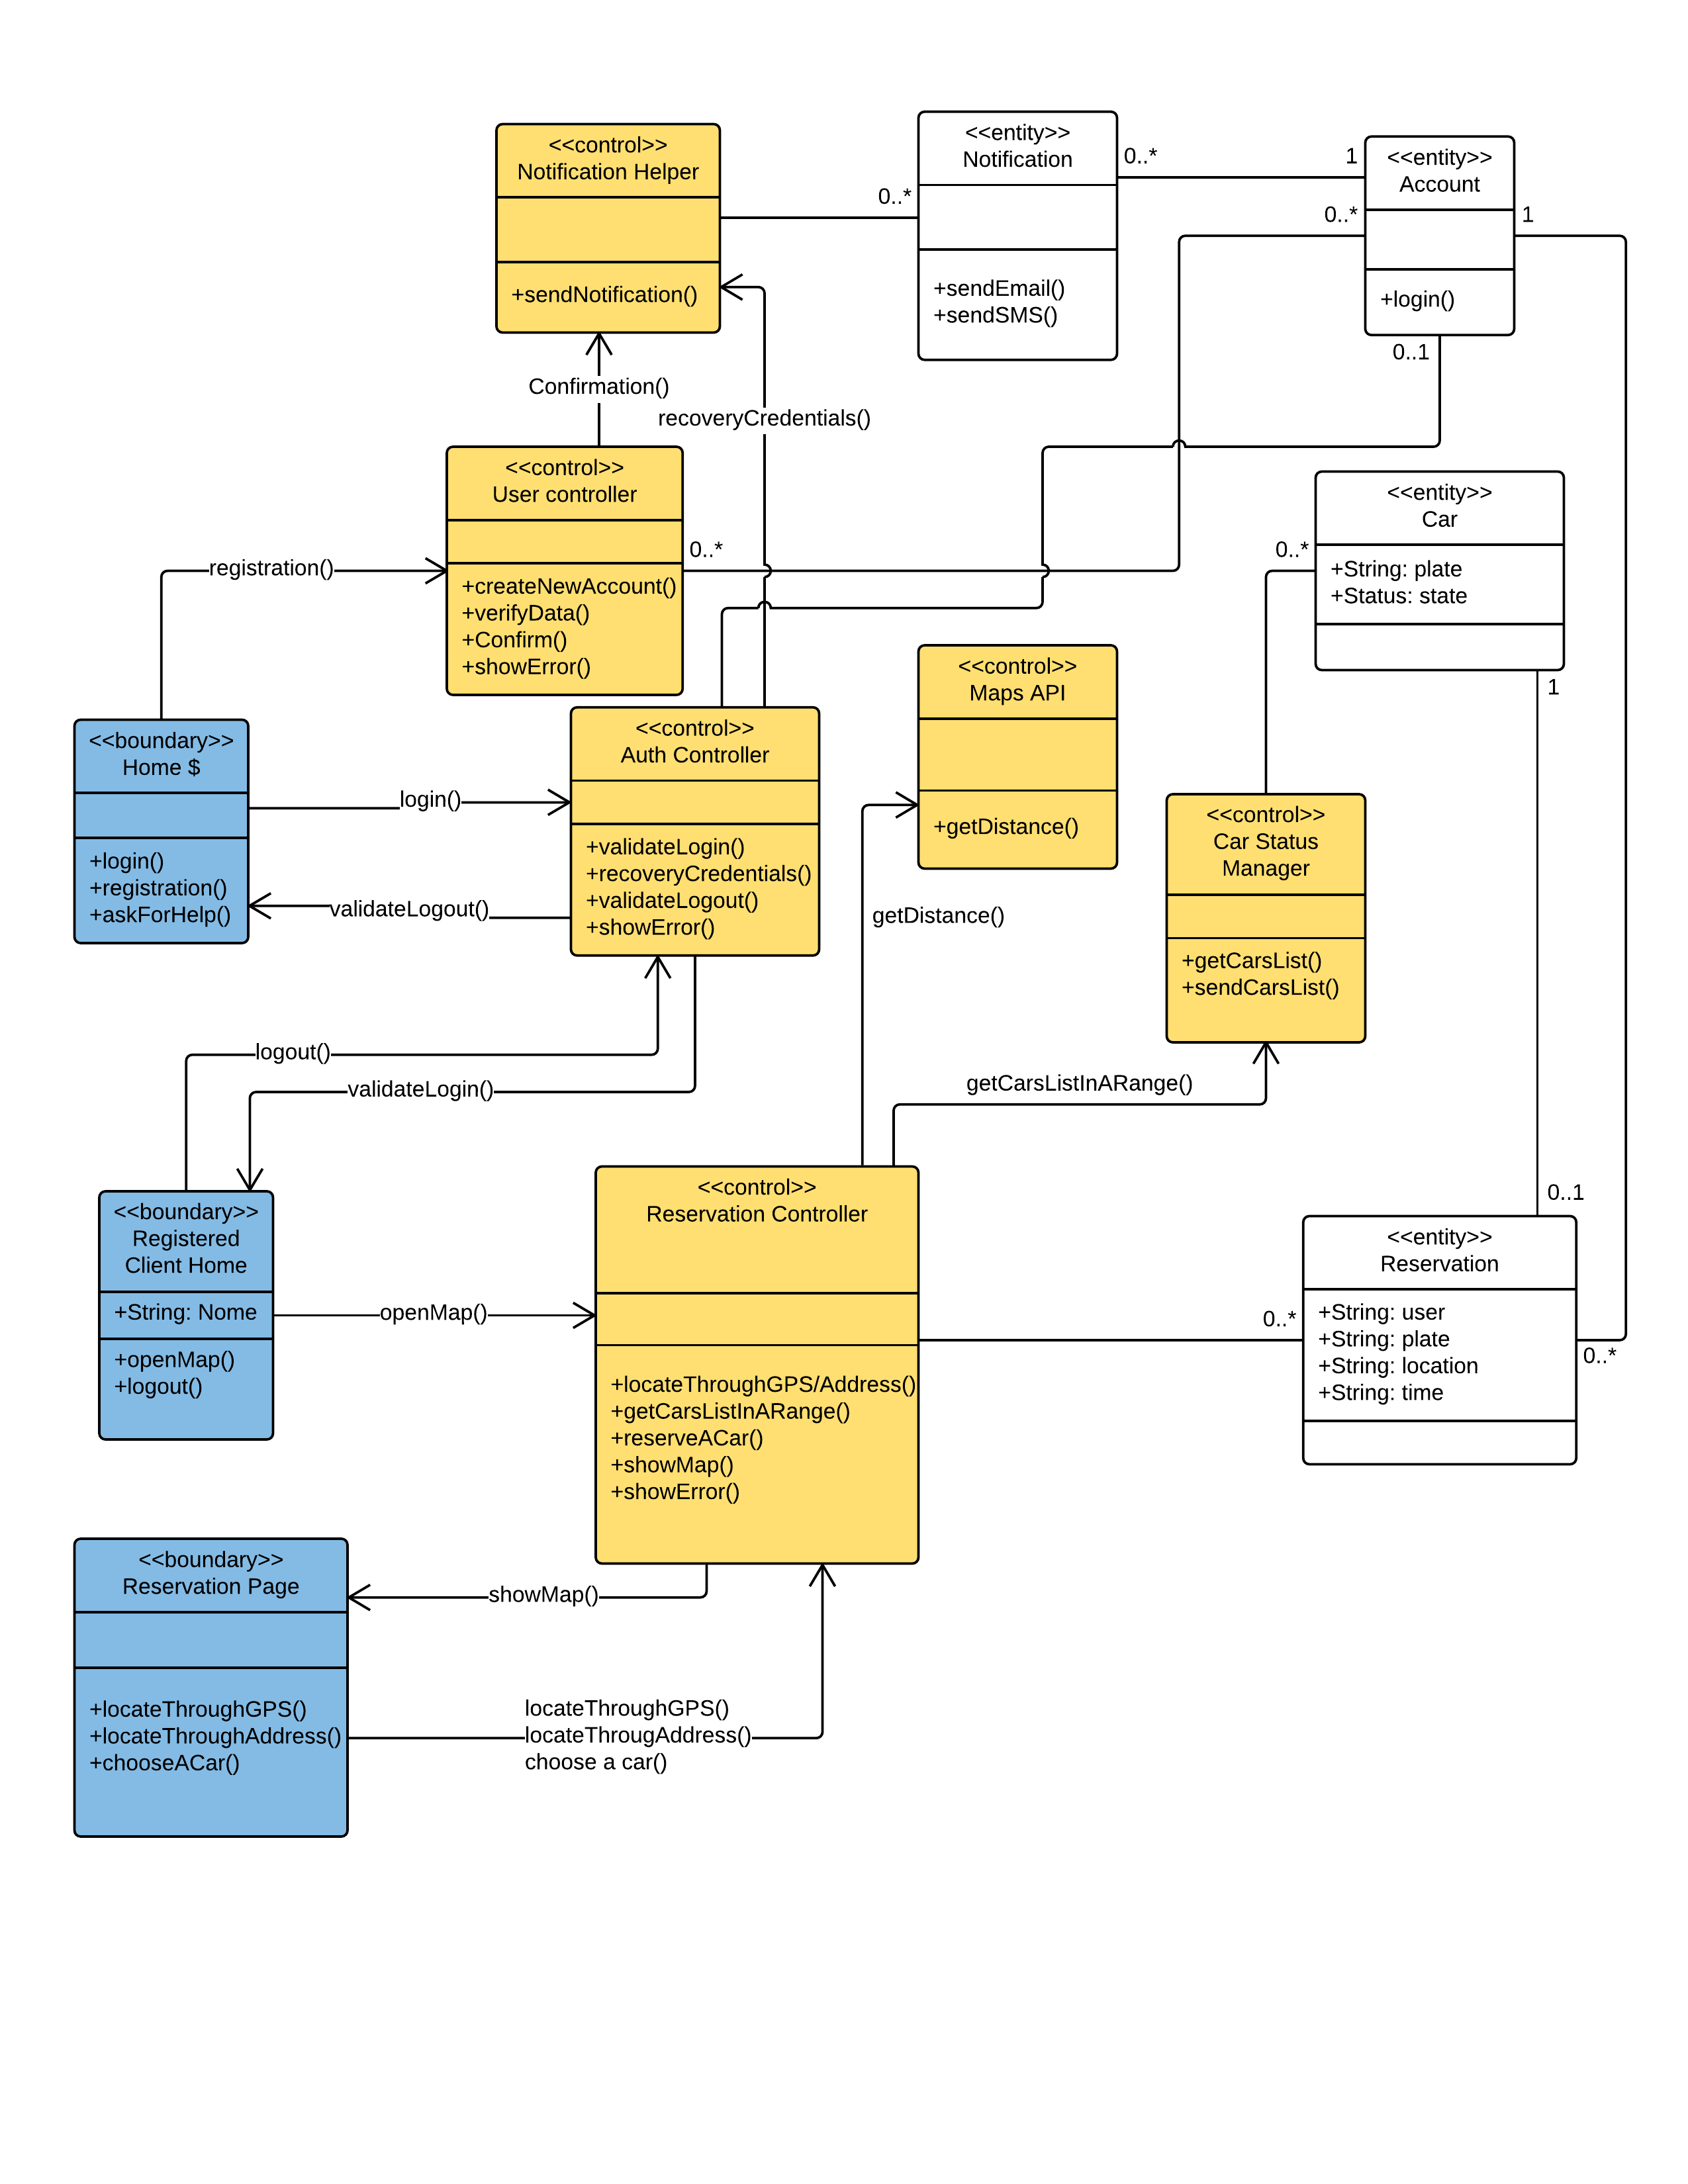 <<control>>
Notification Helper
+sendNotification()
0..*
<<entity>>
Notification
+sendEmail()
+sendSMS()
0..*
1
<<entity>>
Account
+login()
0..*
1
0..1
Confirmation()
recoveryCredentials()
<<control>>
User controller
+createNewAccount()
+verifyData()
+Confirm()
+showError()
0..*
registration()
<<entity>>
Car
+String: plate
+Status: state
0..*
1
<<control>>
Maps API
+getDistance()
<<boundary>>
Home $
+login()
+registration()
+askForHelp()
login()
validateLogout()
<<control>>
Auth Controller
+validateLogin()
+recoveryCredentials()
+validateLogout()
+showError()
<<control>>
Car Status
Manager
+getCarsList()
+sendCarsList()
getDistance()
logout()
validateLogin()
getCarsListInARange()
<<boundary>>
Registered
Client Home
+String: Nome
+openMap()
+logout()
openMap()
<<control>>
Reservation Controller
+locateThroughGPS/Address()
+getCarsListInARange()
+reserveACar()
+showMap()
+showError()
0..1
0..*
<<entity>>
Reservation
+String: user
+String: plate
+String: location
+String: time
0..*
<<boundary>>
Reservation Page
+locateThroughGPS()
+locateThroughAddress()
+chooseACar()
showMap()
locateThroughGPS()
locateThrougAddress()
choose a car()